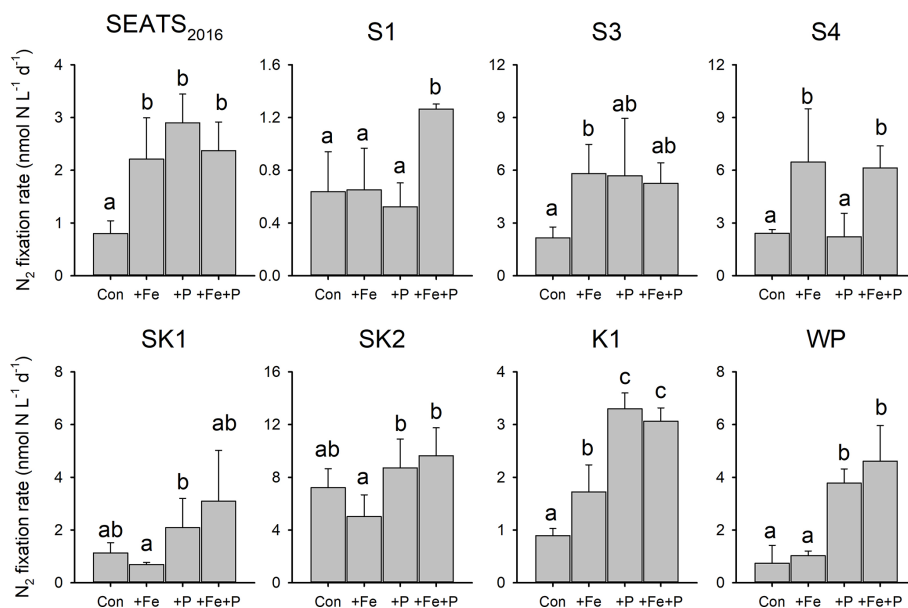 SEATS2016
S1
S3
S4
N2 fixation rate (nmol N L-1 d-1)
4
3
2
1
0
a
b
b
b
Con +Fe +P +Fe+P
1.6
1.2
0.8
0.4
0.0
a
a
a
b
Con +Fe +P +Fe+P
12
9
6
3
0
a
b
ab
ab
Con +Fe +P +Fe+P
12
9
6
3
0
a
b
a
b
Con +Fe +P +Fe+P
SK1
SK2
K1
WP
N2 fixation rate (nmol N L-1 d-1)
8
6
4
2
0
ab
a
b
ab
Con +Fe +P +Fe+P
16
12
8
4
0
ab
a
b
b
Con +Fe +P +Fe+P
4
3
2
1
0
a
b
c
c
Con +Fe +P +Fe+P
8
6
4
2
0
a
a
b
b
Con +Fe +P +Fe+P